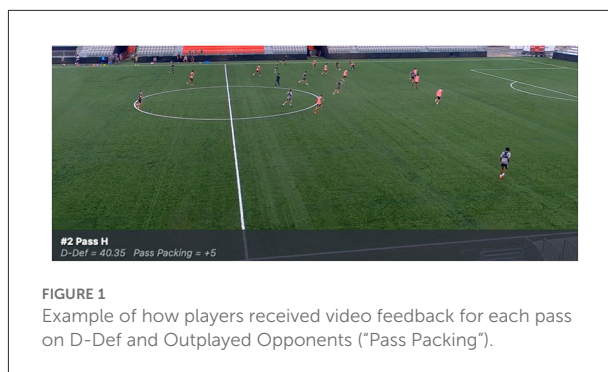 #2 Pass H
D-Def = 40.35 Pass Packing = +5
FIGURE 1
Example of how players received video feedback for each pass
on D-Def and Outplayed Opponents (“Pass Packing”).